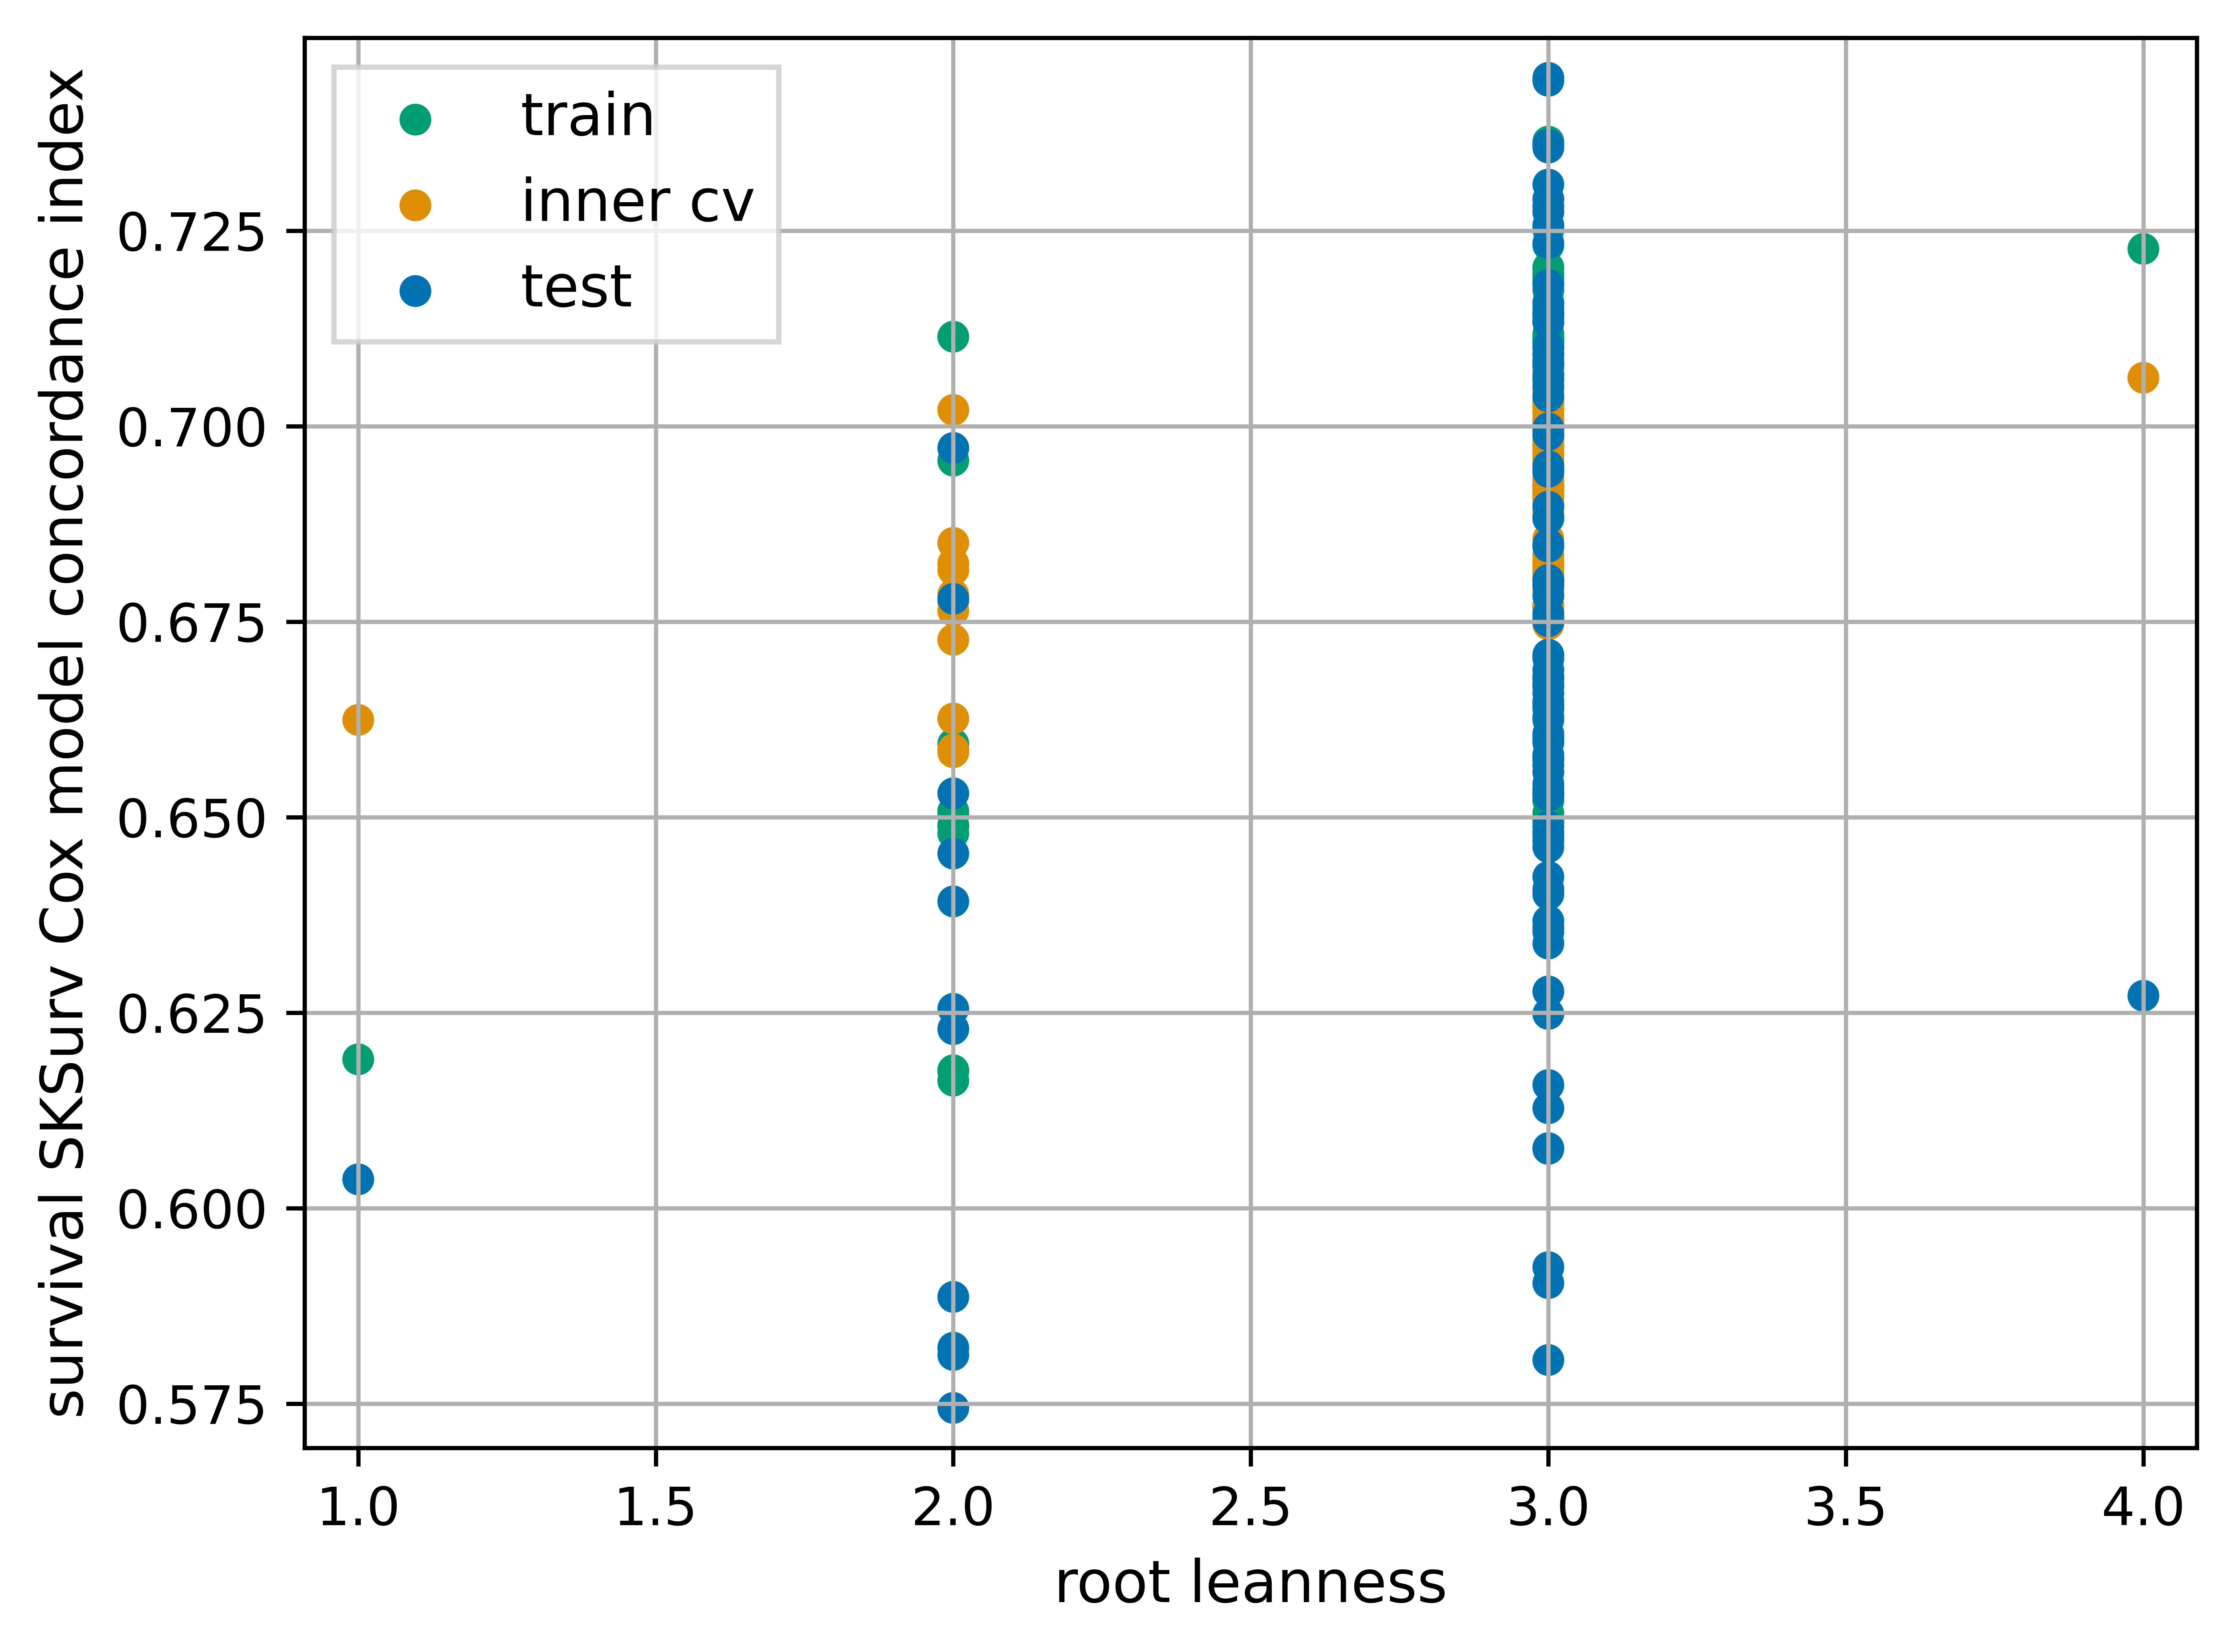 survival SKSurv Cox model concordance index
train
inner cv
test
0.725
0.700
0.675
0.650
0.625
0.600
0.575
1.0 1.5 2.0 2.5 3.0 3.5 4.0
root leanness